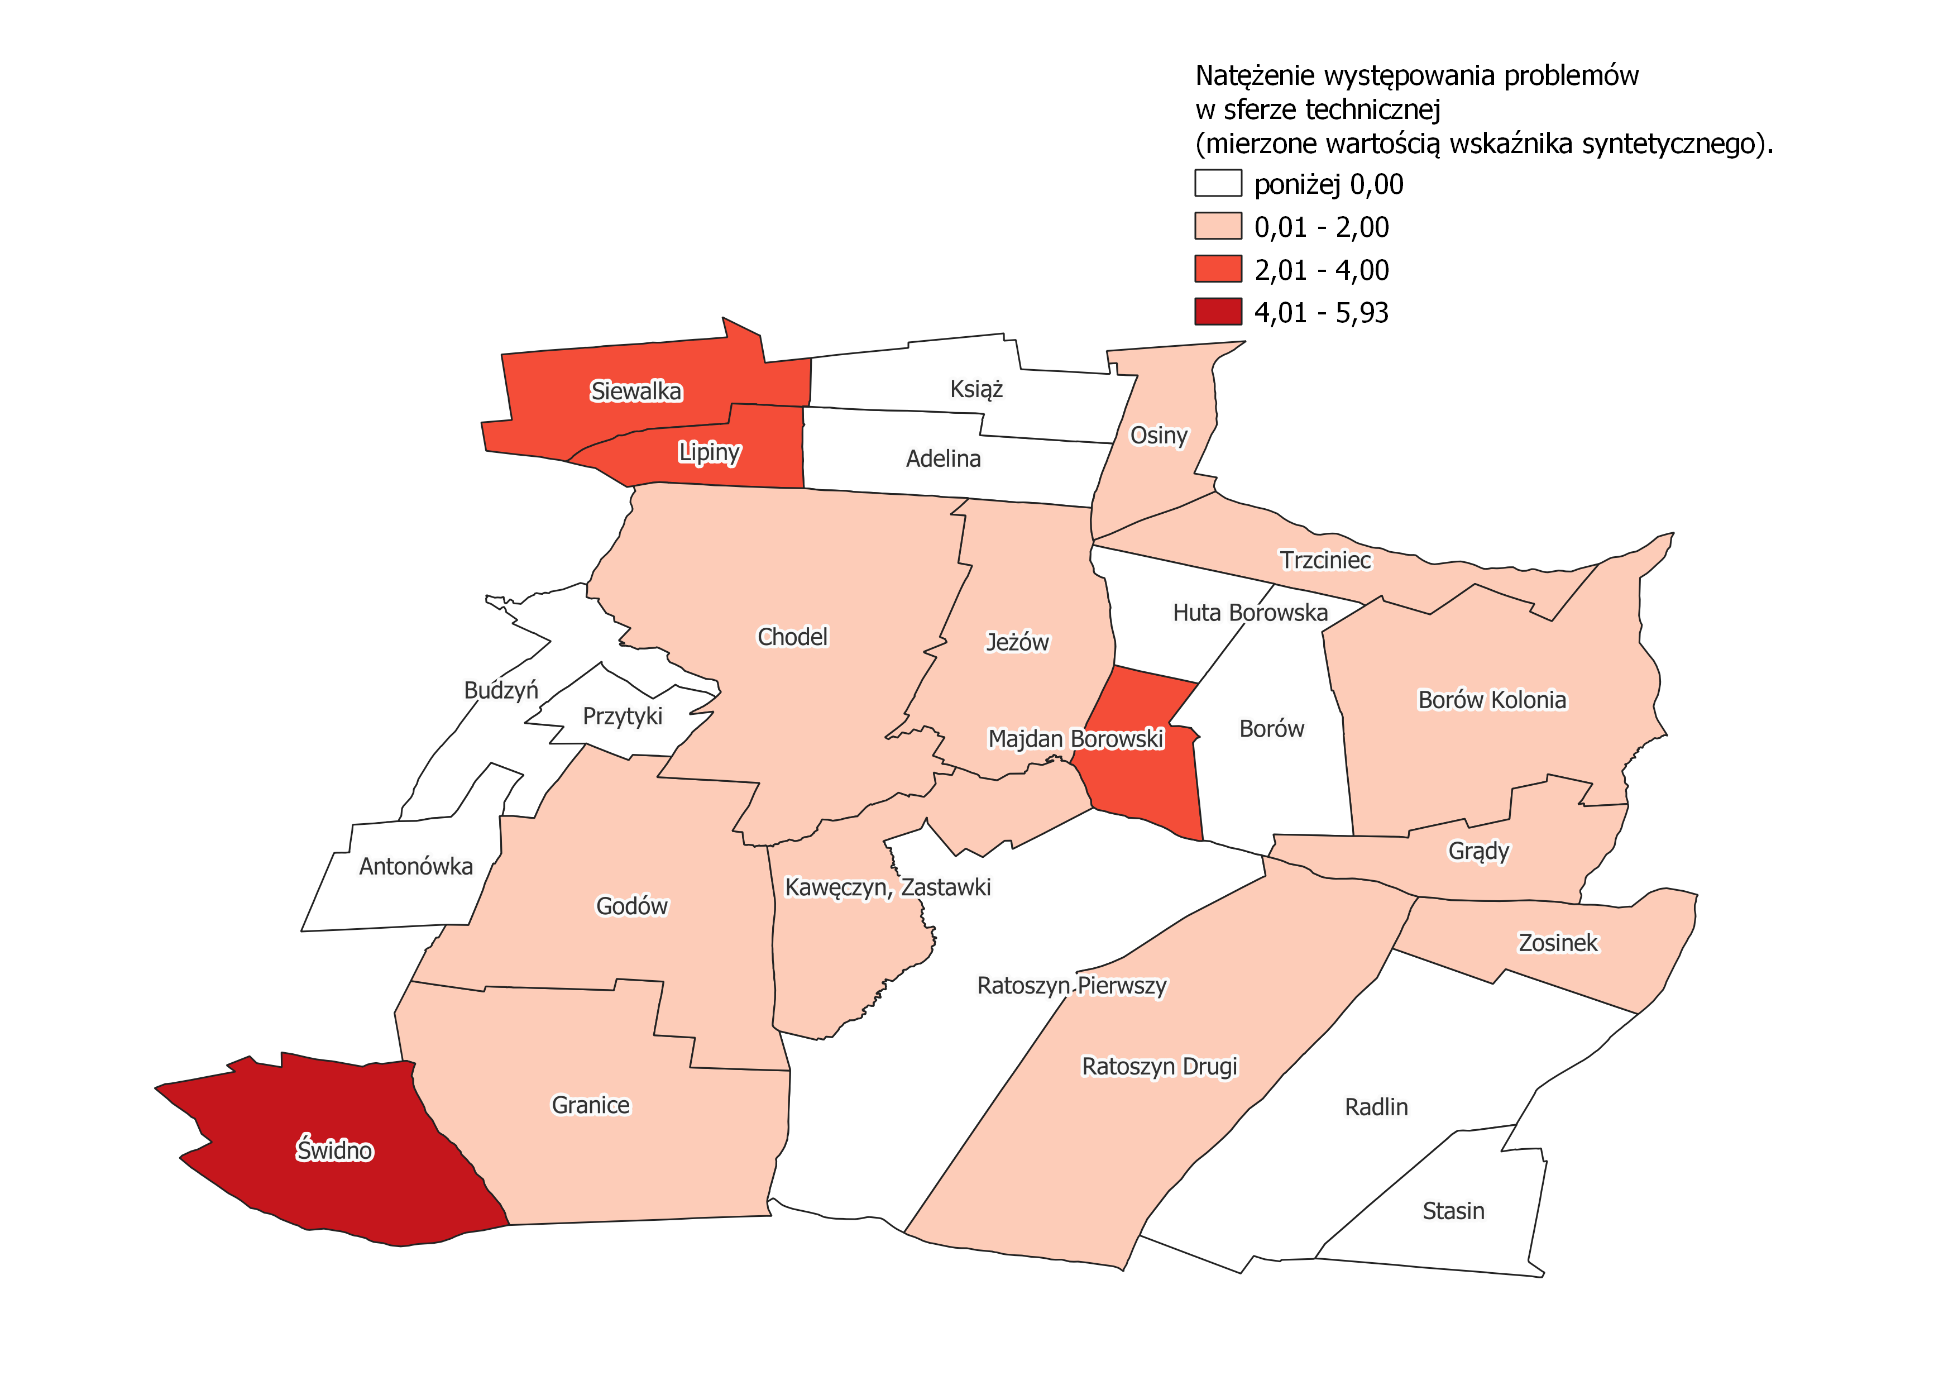 Natężenie występowania problemów
w sferze technicznej
(mierzone wartością wskaźnika syntetycznego).
poniżej 0,00
0,01 - 2,00
2,01 - 4,00
4,01 - 5,93
Siewalka
Książ
Osiny
Lipiny
Adelina
Trzciniec
Huta Borowska
Chodel
Jeżów
Budzyń
Przytyki
Borów Kolonia
Majdan Borowski
Borów
Antonówka
Grądy
Kawęczyn, Zastawki
Godów
Zosinek
Ratoszyn Pierwszy
Ratoszyn Drugi
Granice
Radlin
Świdno
Stasin